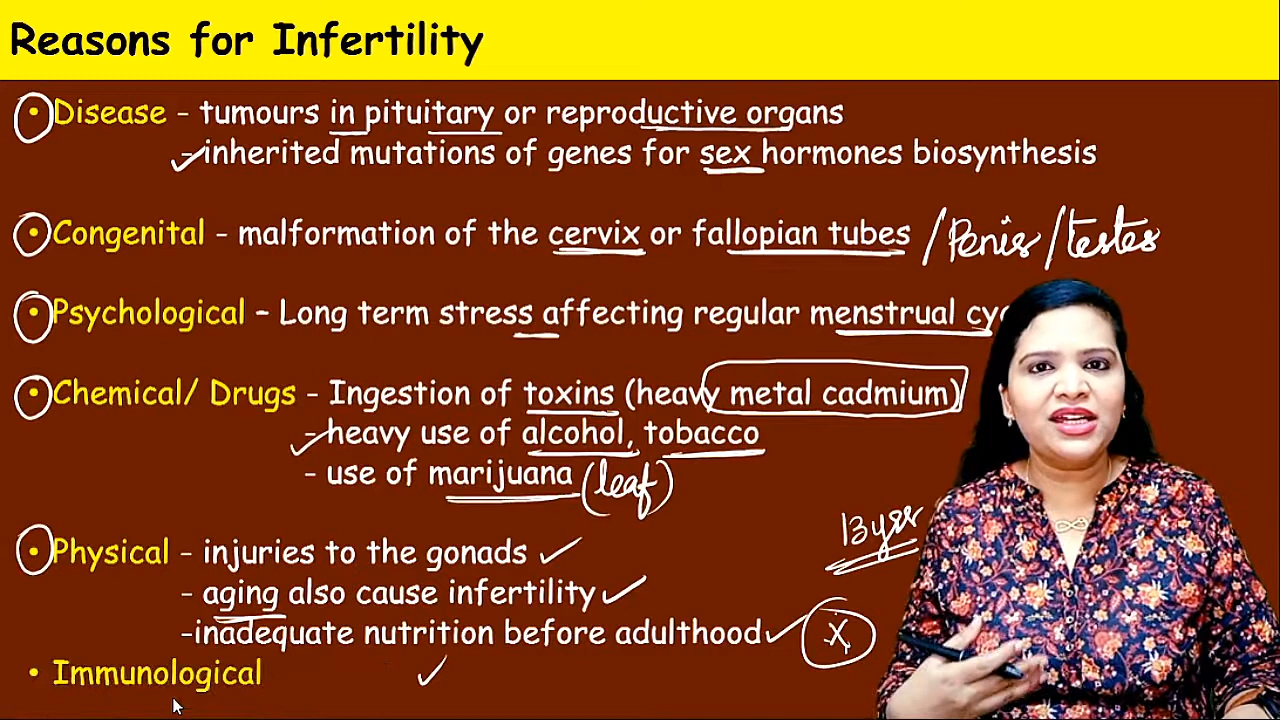 Reasons for Infertility
• Disease - tumours in pituitary or reproductive organs
- inherited mutations of genes for sex hormones biosynthesis
• Congenital - malformation of the cervix or fallopian tubes /Penis/testes
• Psychological – Long term stress affecting regular menstrual cyc
• Chemical/ Drugs - Ingestion of toxins (heavy metal cadmium)
- heavy use of alcohol, tobacco
- use of marijuana (leaf)
13 yrs
• Physical - injuries to the gonads
- aging also cause infertility
-inadequate nutrition before adulthood X
• Immunological